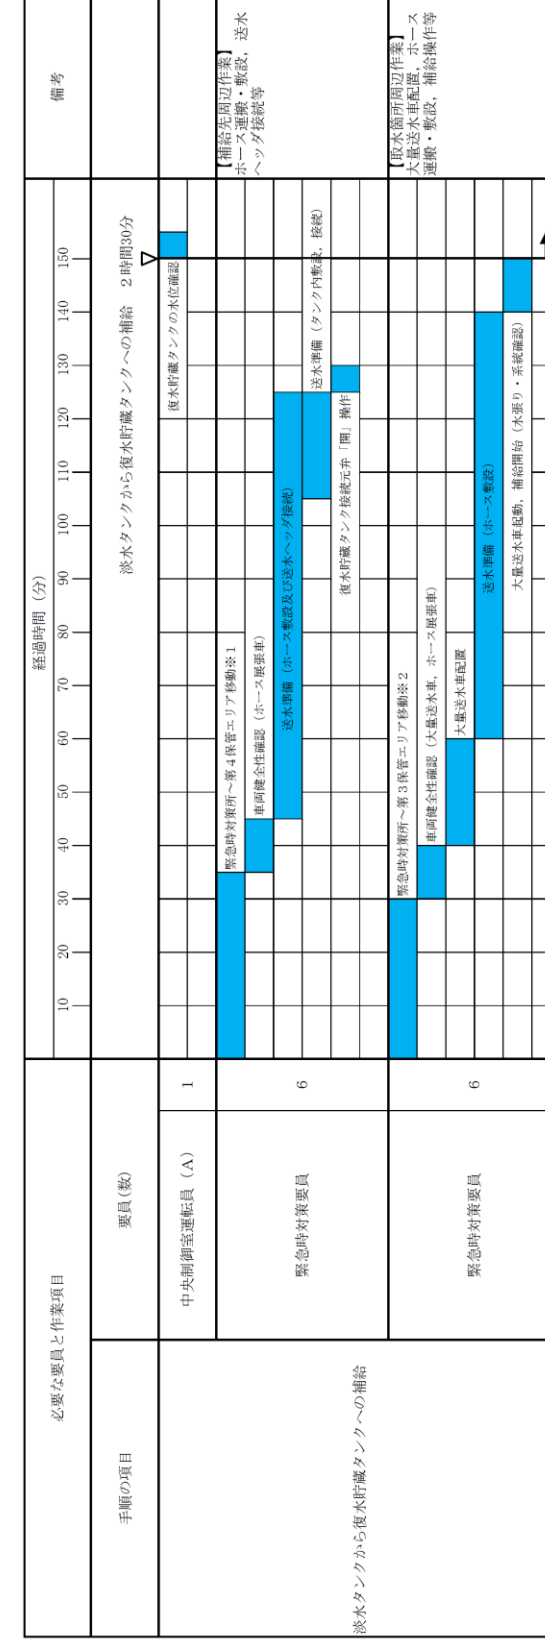 必要な要員と作業項目
経過時間（分）
備考
10 20 30 40 50 60 70 80 90 100 110 120 130 140 150
手順の項目
要員(数)
淡水タンクから復水貯蔵タンクへの補給　２時間30分
淡水タンクから復水貯蔵タンクへの補給
中央制御室運転員（Ａ）
1
復水貯蔵タンクの水位確認
緊急時対策要員
6
緊急時対策所～第４保管エリア移動※１
車両健全性確認（ホース展張車）
送水準備（ホース敷設及び送水ヘッダ接続）
送水準備（タンク内敷設，接続）
復水貯蔵タンク接続元弁「開」操作
【補給先周辺作業】
ホース運搬・敷設，送水
ヘッダ接続等
緊急時対策要員
6
緊急時対策所～第３保管エリア移動※２
車両健全性確認（大量送水車，ホース展張車）
大量送水車配置
送水準備（ホース敷設）
大量送水車起動，補給開始（水張り・系統確認）
【取水箇所周辺作業】
大量送水車配置，ホース
運搬・敷設，補給操作等